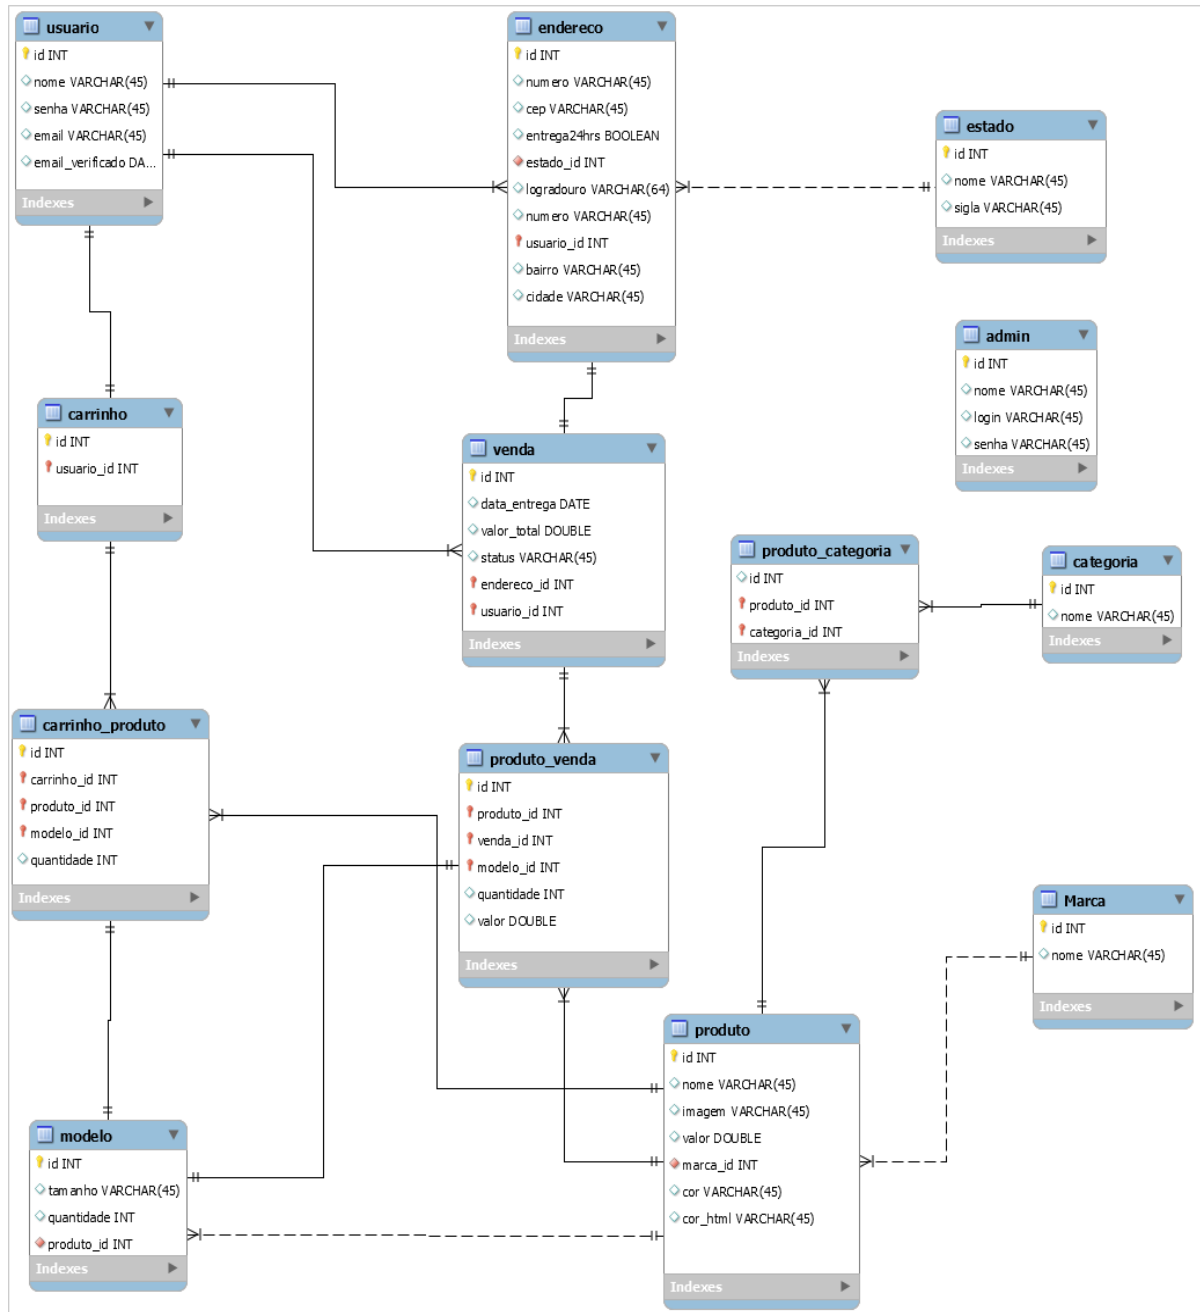 usuario
id INT
nome VARCHAR(45)
senha VARCHAR(45)
email VARCHAR(45)
email_verificado DA...
Indexes
endereco
id INT
numero VARCHAR(45)
cep VARCHAR(45)
entrega24hrs BOOLEAN
estado_id INT
logradouro VARCHAR(64)
numero VARCHAR(45)
usuario_id INT
bairro VARCHAR(45)
cidade VARCHAR(45)
Indexes
estado
id INT
nome VARCHAR(45)
sigla VARCHAR(45)
Indexes
admin
id INT
nome VARCHAR(45)
login VARCHAR(45)
senha VARCHAR(45)
Indexes
carrinho
id INT
usuario_id INT
Indexes
venda
id INT
data_entrega DATE
valor_total DOUBLE
status VARCHAR(45)
endereco_id INT
usuario_id INT
Indexes
produto_categoria
id INT
produto_id INT
categoria_id INT
Indexes
categoria
id INT
nome VARCHAR(45)
Indexes
carrinho_produto
id INT
carrinho_id INT
produto_id INT
modelo_id INT
quantidade INT
Indexes
produto_venda
id INT
produto_id INT
venda_id INT
modelo_id INT
quantidade INT
valor DOUBLE
Indexes
Marca
id INT
nome VARCHAR(45)
Indexes
produto
id INT
nome VARCHAR(45)
imagem VARCHAR(45)
valor DOUBLE
marca_id INT
cor VARCHAR(45)
cor_html VARCHAR(45)
Indexes
modelo
id INT
tamanho VARCHAR(45)
quantidade INT
produto_id INT
Indexes